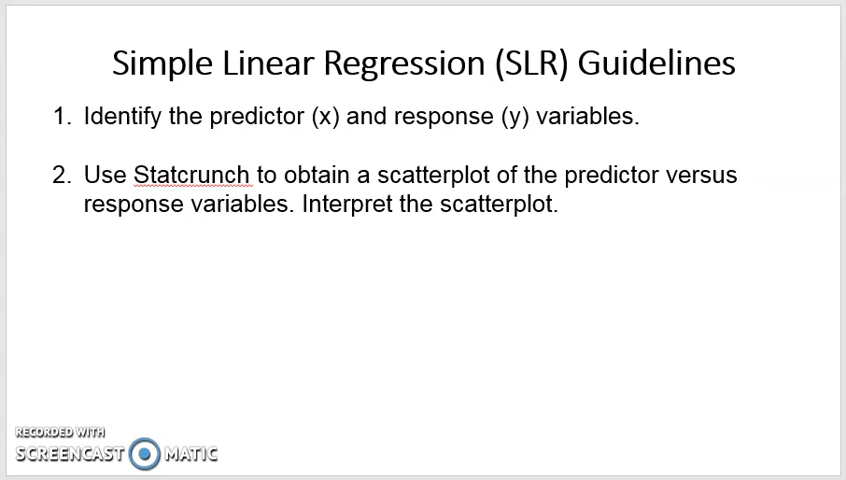 Simple Linear Regression (SLR) Guidelines
1. Identify the predictor (x) and response (y) variables.
2. Use Statcrunch to obtain a scatterplot of the predictor versus
response variables. Interpret the scatterplot.
RECORDED WITH
SCREENCAST MATIC